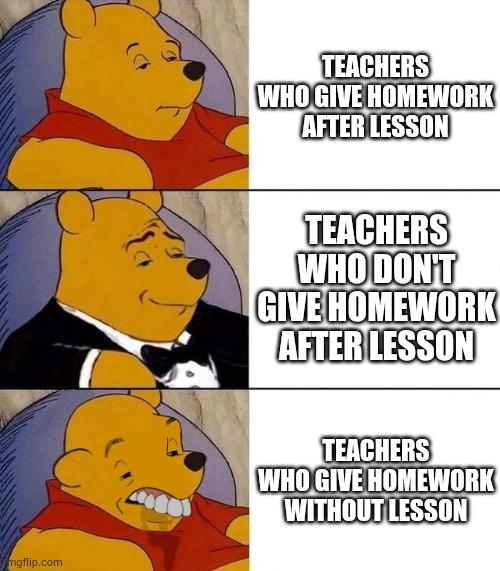 TEACHERS
WHO GIVE HOMEWORK
AFTER LESSON
TEACHERS
WHO DON'T
GIVE HOMEWORK
AFTER LESSON
TEACHERS
WHO GIVE HOMEWORK
WITHOUT LESSON
imgflip.com